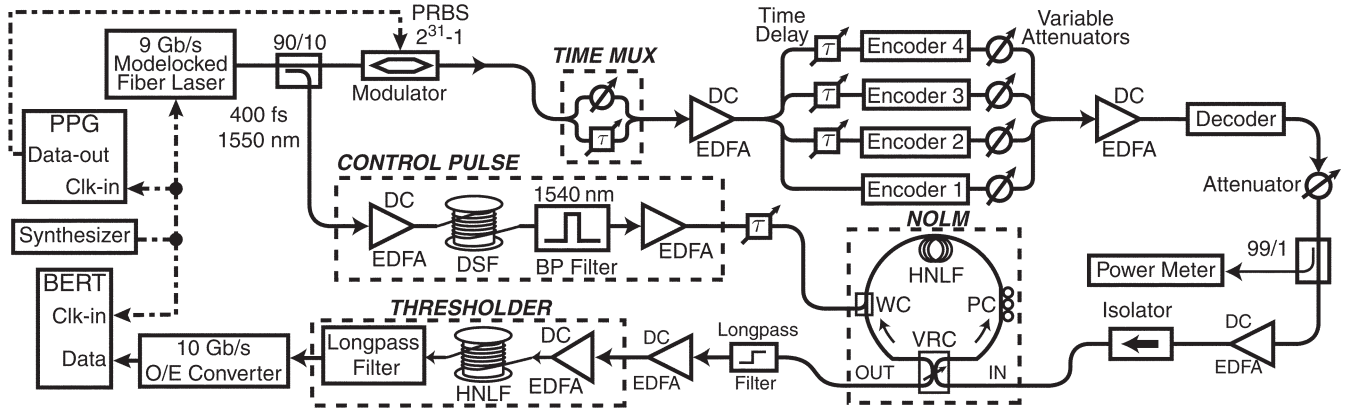 PRBS
2³¹-1
9 Gb/s
Modelocked
Fiber Laser
90/10
Modulator
400 fs
1550 nm
PPG
Data-out
Clk-in
Synthesizer
BERT
Clk-in
Data
TIME MUX
τ
DC
EDFA
Time
Delay
τ
τ
τ
Encoder 4
Encoder 3
Encoder 2
Encoder 1
Variable
Attenuators
DC
EDFA
Decoder
Attenuator
99/1
Power Meter
CONTROL PULSE
DC
EDFA
DSF
1540 nm
BP Filter
EDFA
τ
NOLM
HNLF
WC
PC
VRC
OUT
IN
Isolator
DC
EDFA
Longpass
Filter
DC
EDFA
THRESHOLDER
DC
EDFA
HNLF
Longpass
Filter
10 Gb/s
O/E Converter